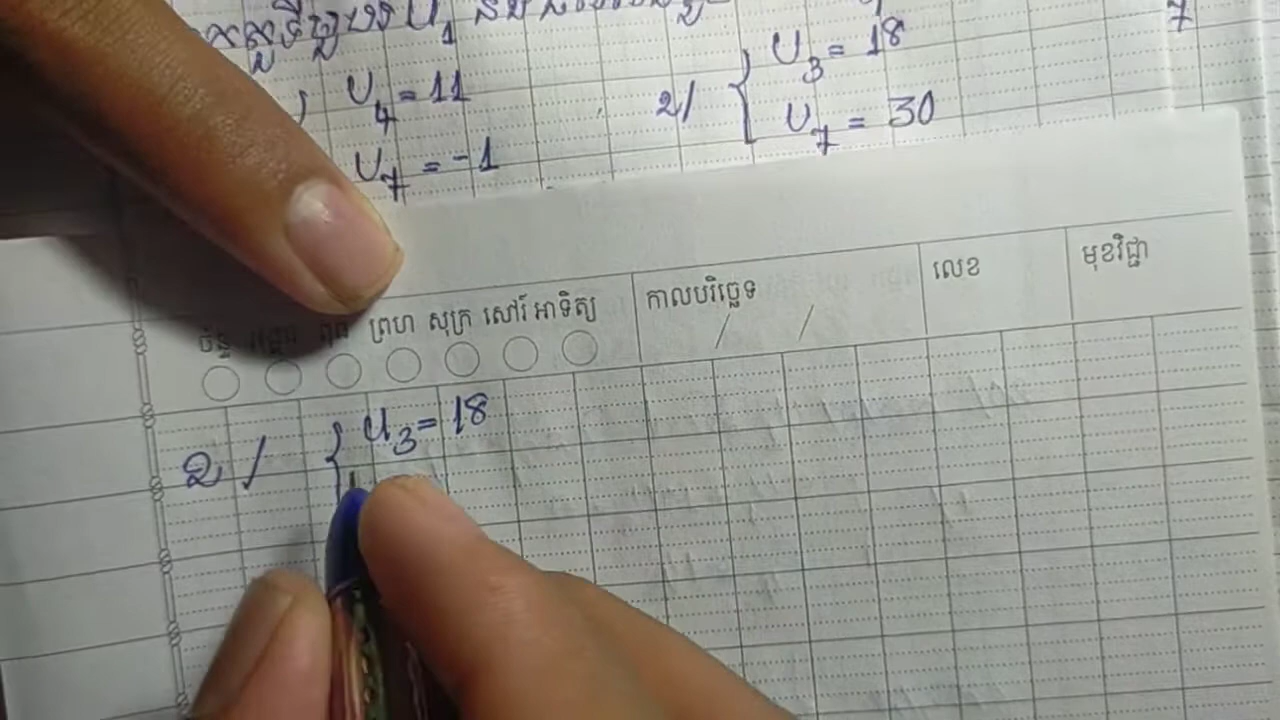 U₁
U₄ = 11
U₇ = -1
2/ { U₃ = 18
U₇ = 30
7
ព្រហ សុក្រ សៅរ៍ អាទិត្យ
កាលបរិច្ឆេទ / /
លេខ
មុខវិជ្ជា
2 / { U₃ = 18